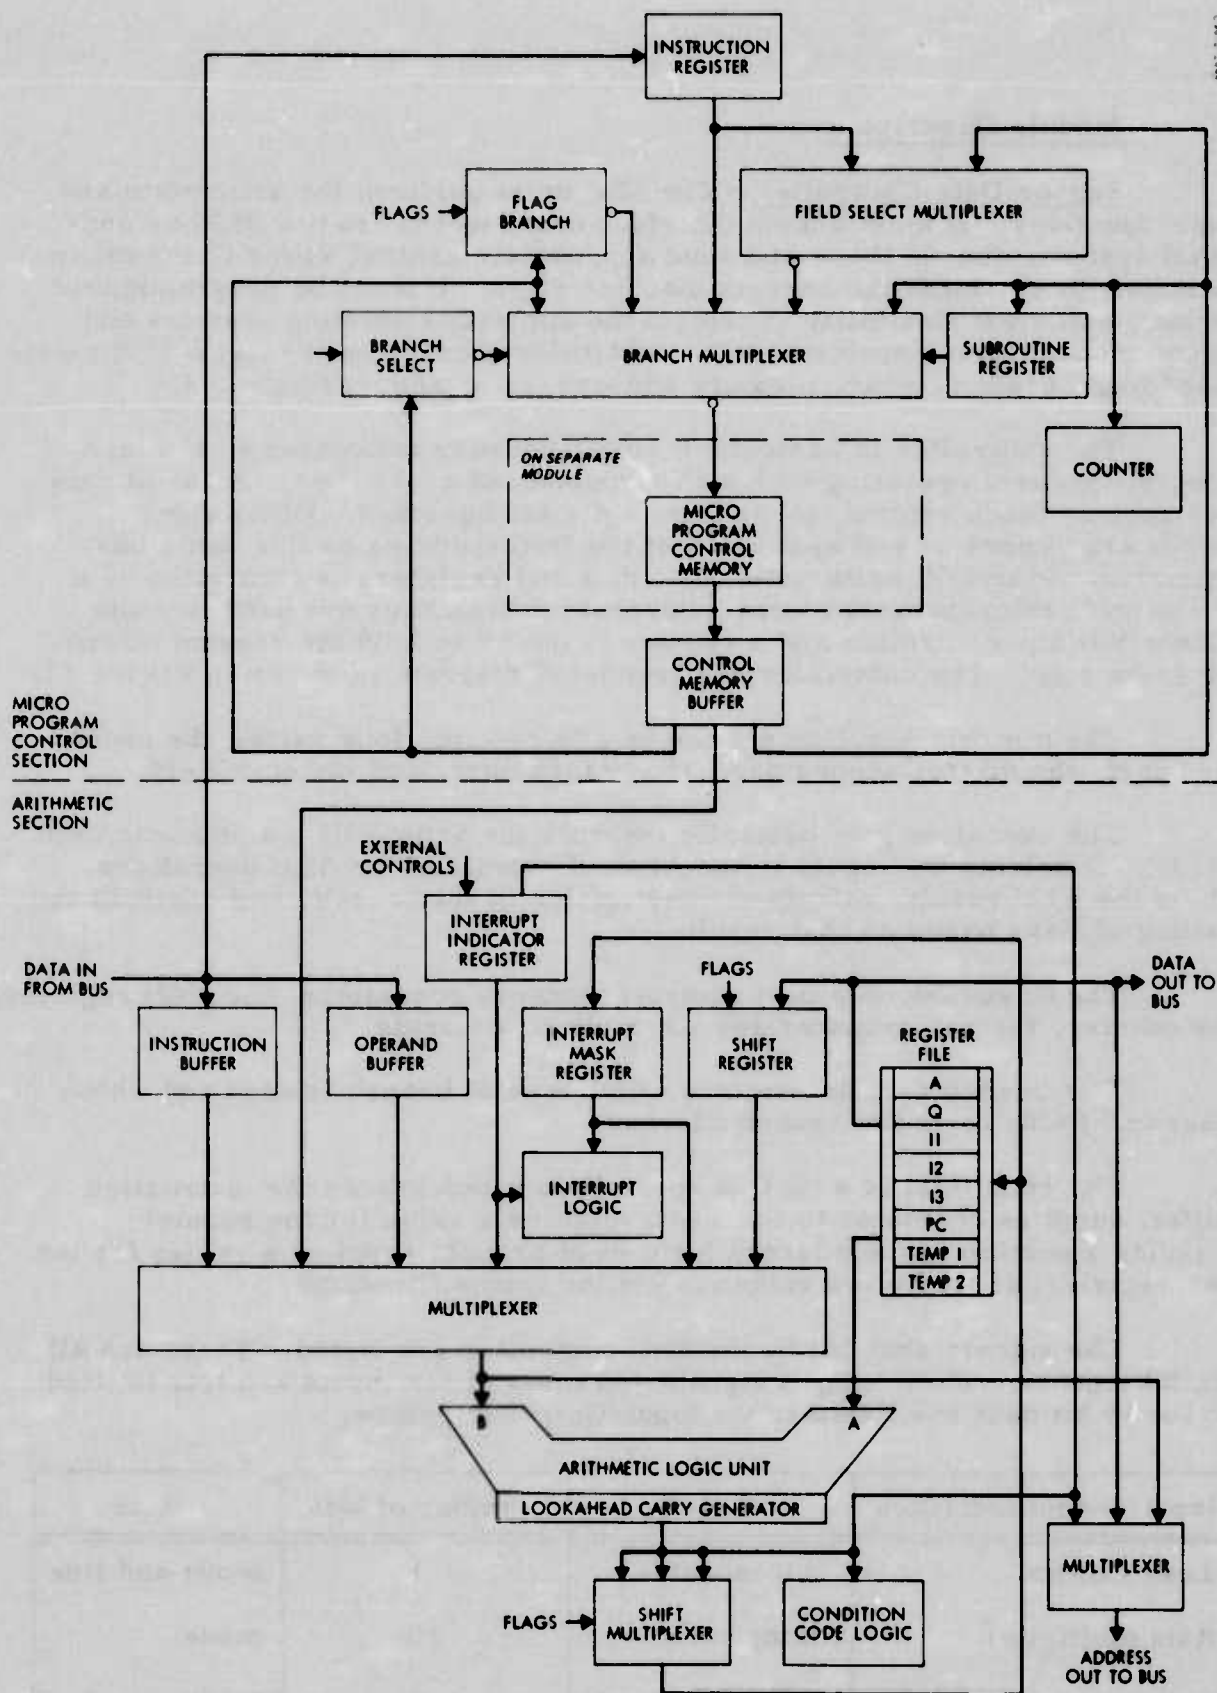 INSTRUCTION
REGISTER
FLAGS
FLAG
BRANCH
FIELD SELECT MULTIPLEXER
BRANCH
SELECT
BRANCH MULTIPLEXER
SUBROUTINE
REGISTER
COUNTER
ON SEPARATE
MODULE
MICRO
PROGRAM
CONTROL
MEMORY
CONTROL
MEMORY
BUFFER
MICRO
PROGRAM
CONTROL
SECTION
ARITHMETIC
SECTION
EXTERNAL
CONTROLS
INTERRUPT
INDICATOR
REGISTER
DATA IN
FROM BUS
FLAGS
DATA
OUT TO
BUS
INSTRUCTION
BUFFER
OPERAND
BUFFER
INTERRUPT
MASK
REGISTER
SHIFT
REGISTER
REGISTER
FILE
A
Q
I1
I2
I3
PC
TEMP 1
TEMP 2
INTERRUPT
LOGIC
MULTIPLEXER
B
A
ARITHMETIC LOGIC UNIT
LOOKAHEAD CARRY GENERATOR
MULTIPLEXER
FLAGS
SHIFT
MULTIPLEXER
CONDITION
CODE LOGIC
ADDRESS
OUT TO BUS